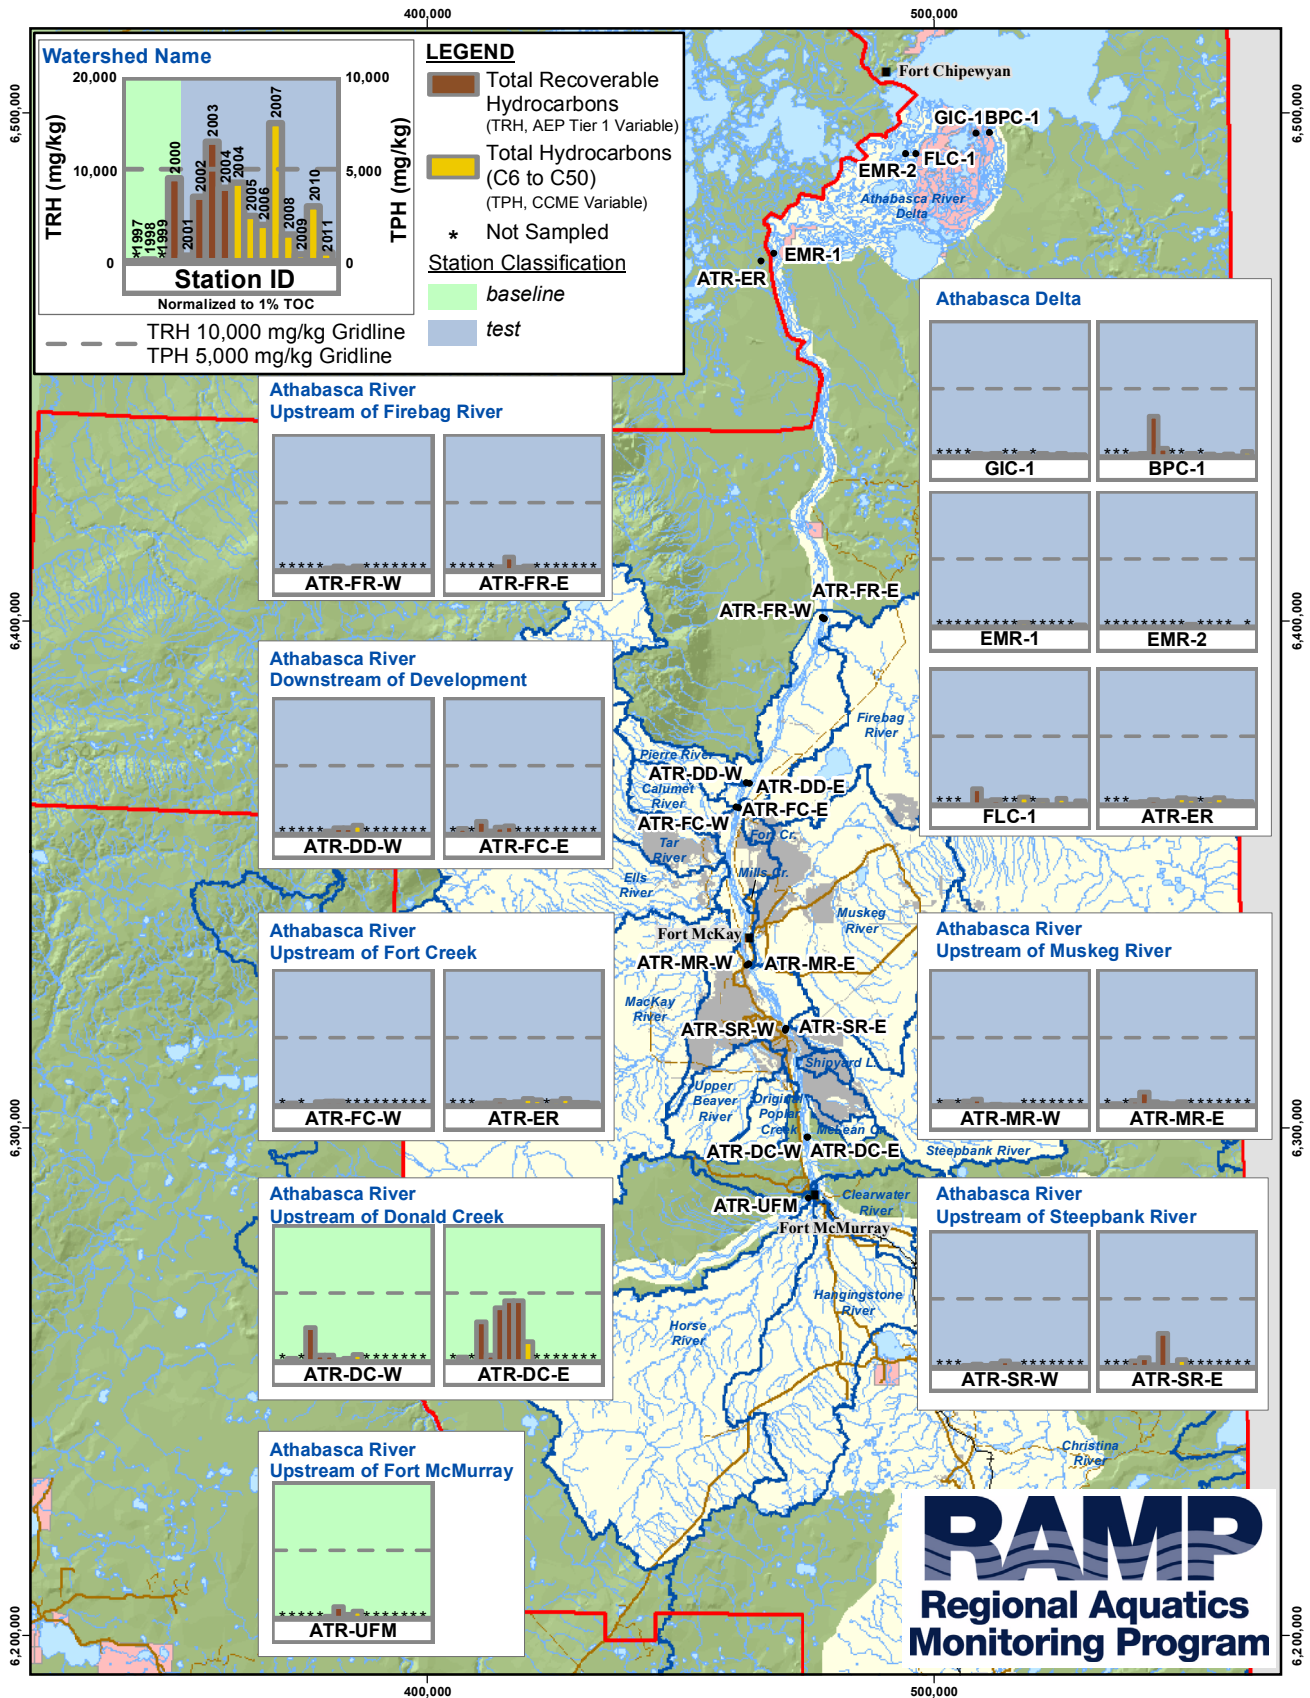 400,000
500,000
6,500,000
6,500,000
6,400,000
6,400,000
6,300,000
6,300,000
6,200,000
6,200,000
400,000
500,000
Watershed Name
20,000
10,000
0
TRH (mg/kg)
10,000
5,000
0
TPH (mg/kg)
*1997
1998
*1999
2000
2001
2002
2003
2004
2004
2005
2006
2007
2008
2009
2010
2011
Station ID
Normalized to 1% TOC
TRH 10,000 mg/kg Gridline
TPH 5,000 mg/kg Gridline
LEGEND
Total Recoverable
Hydrocarbons
(TRH, AEP Tier 1 Variable)
Total Hydrocarbons
(C6 to C50)
(TPH, CCME Variable)
* Not Sampled
Station Classification
baseline
test
Fort Chipewyan
GIC-1
BPC-1
FLC-1
EMR-2
Athabasca River
Delta
EMR-1
ATR-ER
Athabasca Delta
GIC-1
BPC-1
EMR-1
EMR-2
FLC-1
ATR-ER
Athabasca River
Upstream of Firebag River
ATR-FR-W
ATR-FR-E
ATR-FR-E
ATR-FR-W
Athabasca River
Downstream of Development
ATR-DD-W
ATR-FC-E
Firebag
River
Pierre River
ATR-DD-W
ATR-DD-E
Calumet
River
ATR-FC-E
ATR-FC-W
Fort Cr.
Tar
River
Mills Cr.
Ells
River
Muskeg
River
Fort McKay
ATR-MR-W
ATR-MR-E
MacKay
River
ATR-SR-W
ATR-SR-E
Shipyard L.
Upper
Beaver
River
Original
Poplar
Creek
McLean Cr.
ATR-DC-W
ATR-DC-E
Steepbank River
ATR-UFM
Clearwater
River
Fort McMurray
Hangingstone
River
Horse
River
Christina
River
Athabasca River
Upstream of Fort Creek
ATR-FC-W
ATR-ER
Athabasca River
Upstream of Muskeg River
ATR-MR-W
ATR-MR-E
Athabasca River
Upstream of Donald Creek
ATR-DC-W
ATR-DC-E
Athabasca River
Upstream of Steepbank River
ATR-SR-W
ATR-SR-E
Athabasca River
Upstream of Fort McMurray
ATR-UFM
RAMP
Regional Aquatics
Monitoring Program